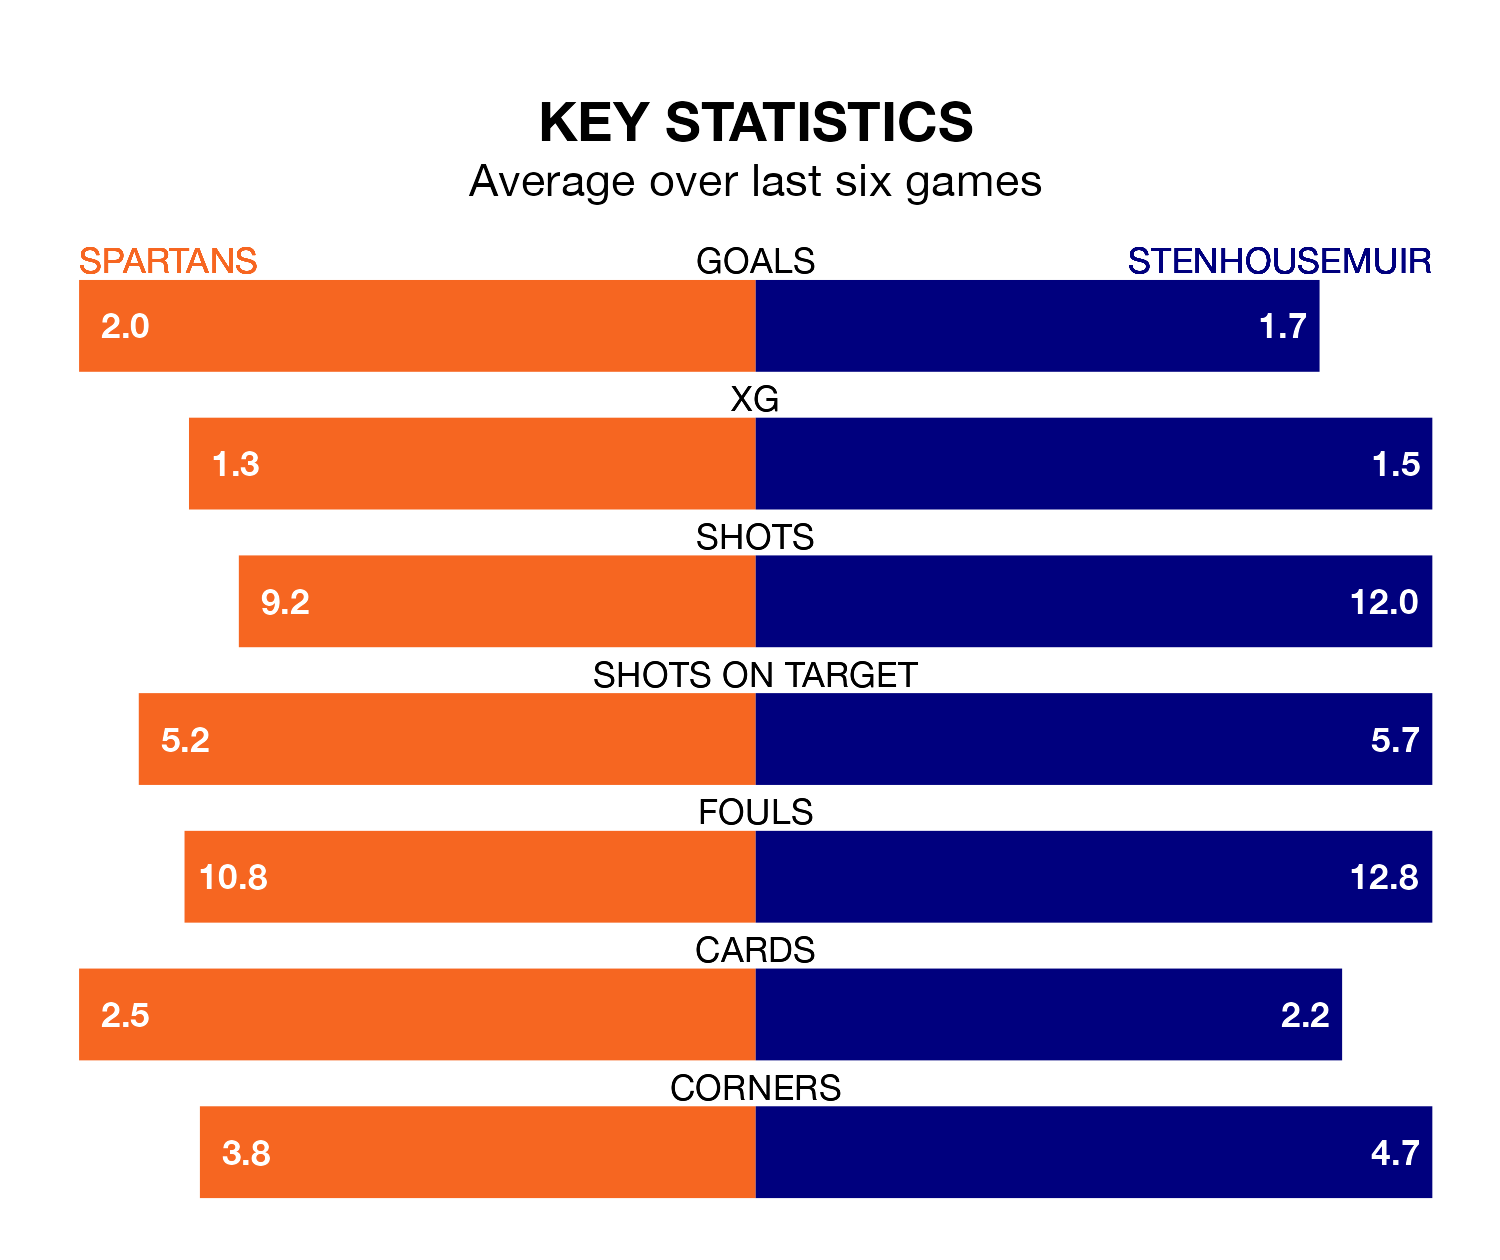 KEY STATISTICS
Average over last six games
SPARTANS GOALS STENHOUSEMUIR
2.0 1.7
XG
1.3 1.5
SHOTS
9.2 12.0
SHOTS ON TARGET
5.2 5.7
FOULS
10.8 12.8
CARDS
2.5 2.2
CORNERS
3.8 4.7